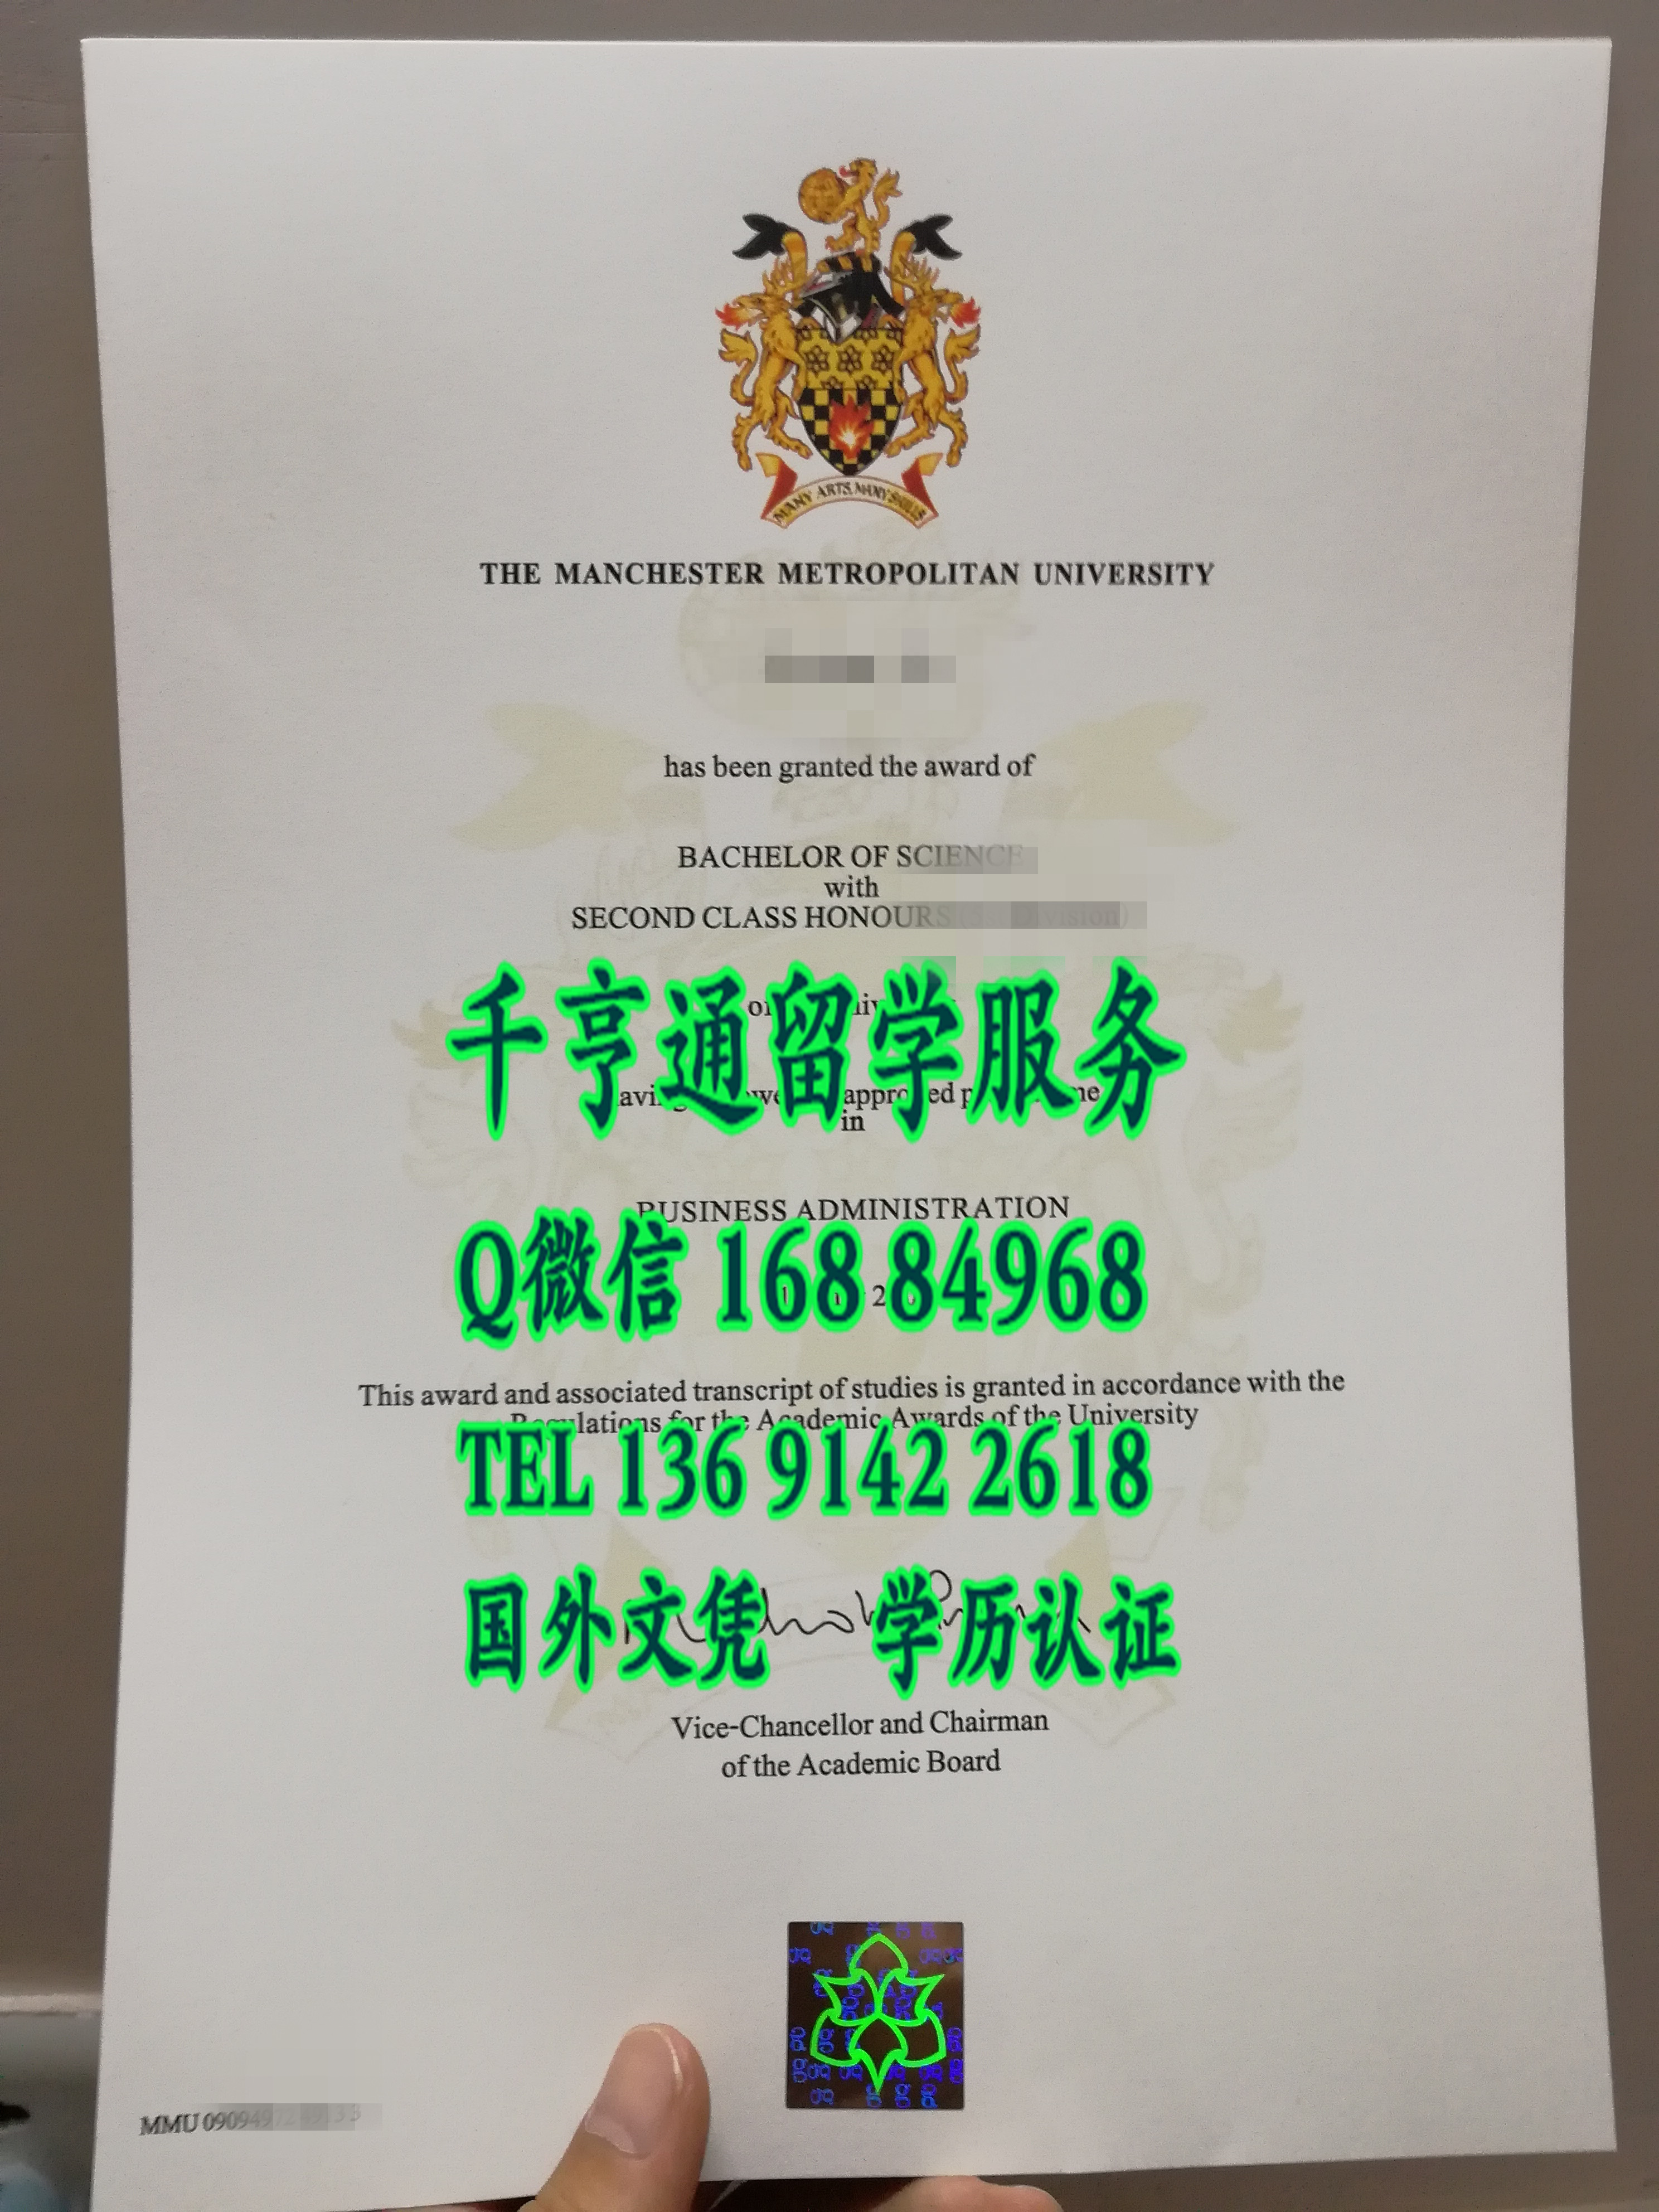 MANY ARTS MANY SKILLS
THE MANCHESTER METROPOLITAN UNIVERSITY
has been granted the award of
BACHELOR OF SCIENCE
with
SECOND CLASS HONOURS
千亨通留学服务
in
BUSINESS ADMINISTRATION
Q微信 168 84968
This award and associated transcript of studies is granted in accordance with the
Regulations for the Academic Awards of the University
TEL 136 9142 2618
国外文凭 学历认证
Vice-Chancellor and Chairman
of the Academic Board
MMU